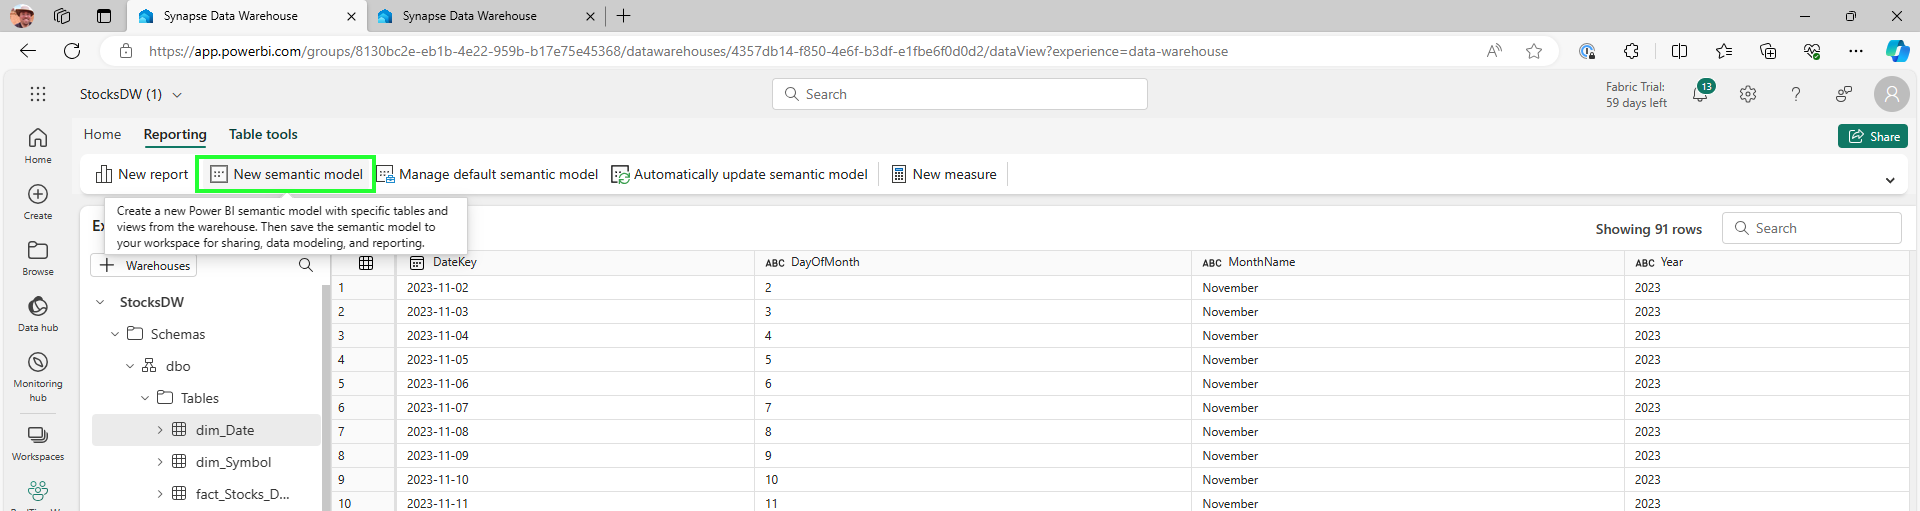 Synapse Data Warehouse
Synapse Data Warehouse
https://app.powerbi.com/groups/8130bc2e-eb1b-4e22-959b-b17e75e45368/datawarehouses/4357db14-f850-4e6f-b3df-e1fbe6f0d0d2/dataView?experience=data-warehouse
StocksDW (1)
Search
Fabric Trial:
59 days left
13
Home
Reporting
Table tools
Share
New report
New semantic model
Manage default semantic model
Automatically update semantic model
New measure
Create a new Power BI semantic model with specific tables and
views from the warehouse. Then save the semantic model to
your workspace for sharing, data modeling, and reporting.
Showing 91 rows
Search
Home
Create
Browse
Data hub
Monitoring
hub
Workspaces
+ Warehouses
StocksDW
Schemas
dbo
Tables
dim_Date
dim_Symbol
fact_Stocks_D...
DateKey ABC DayOfMonth ABC MonthName ABC Year
1 2023-11-02 2 November 2023
2 2023-11-03 3 November 2023
3 2023-11-04 4 November 2023
4 2023-11-05 5 November 2023
5 2023-11-06 6 November 2023
6 2023-11-07 7 November 2023
7 2023-11-08 8 November 2023
8 2023-11-09 9 November 2023
9 2023-11-10 10 November 2023
10 2023-11-11 11 November 2023